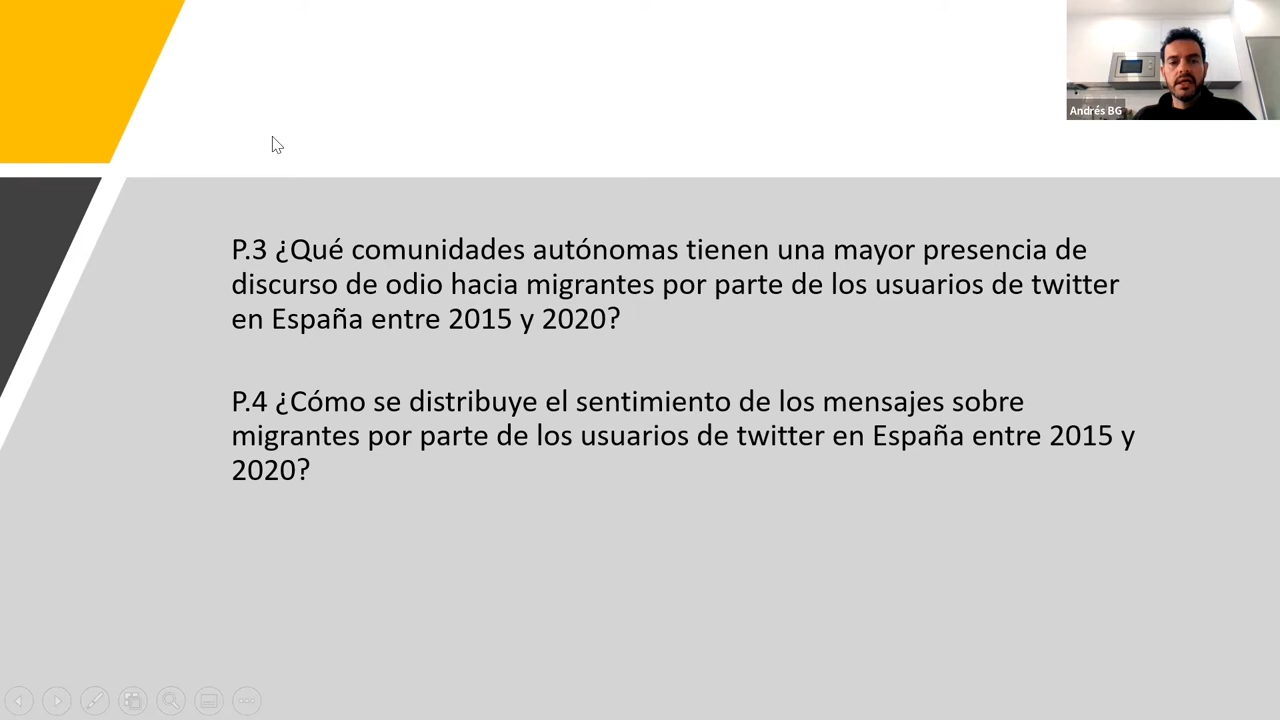 Andrés BG
P.3 ¿Qué comunidades autónomas tienen una mayor presencia de
discurso de odio hacia migrantes por parte de los usuarios de twitter
en España entre 2015 y 2020?
P.4 ¿Cómo se distribuye el sentimiento de los mensajes sobre
migrantes por parte de los usuarios de twitter en España entre 2015 y
2020?